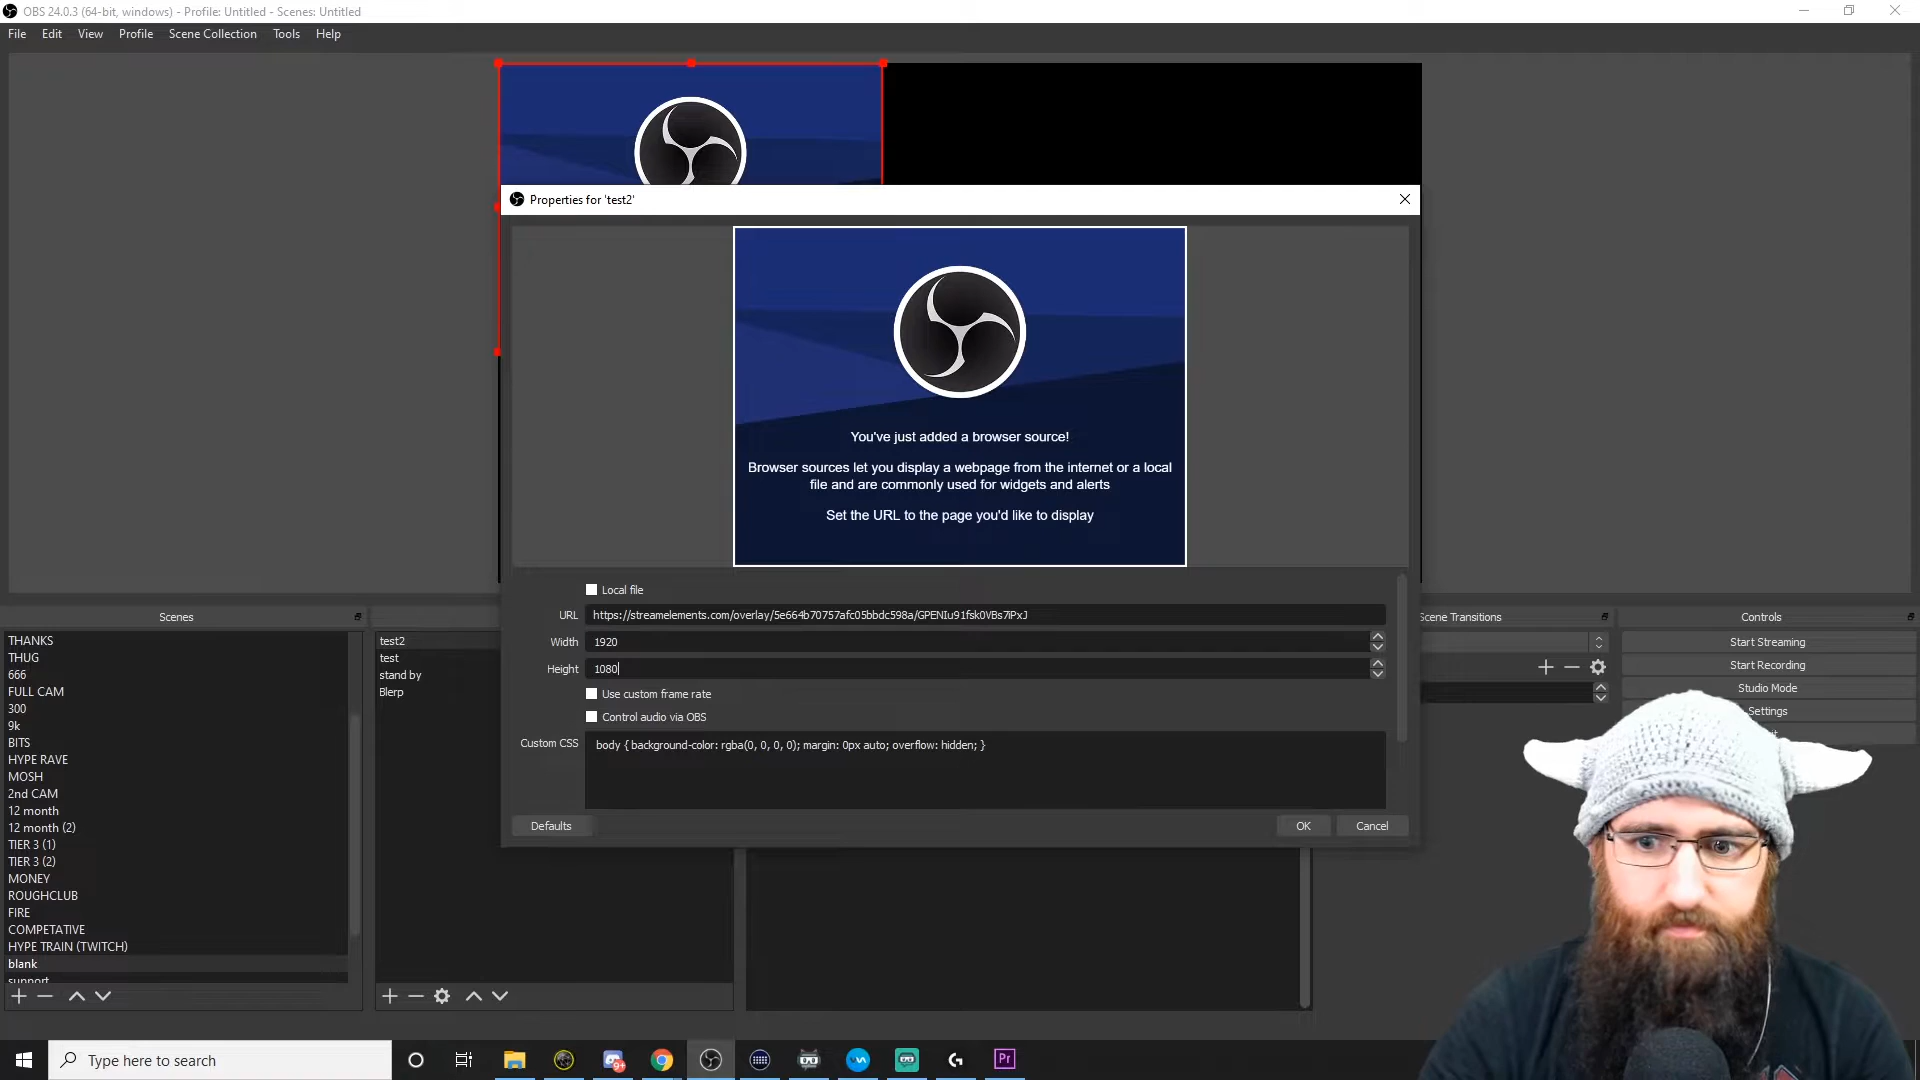 OBS 24.0.3 (64-bit, windows) - Profile: Untitled - Scenes: Untitled
File Edit View Profile Scene Collection Tools Help
Properties for 'test2'
You've just added a browser source!
Browser sources let you display a webpage from the internet or a local
file and are commonly used for widgets and alerts
Set the URL to the page you'd like to display
Local file
URL https://streamelements.com/overlay/5e664b70757afc05bbdc598a/GPENIu91fsk0VBs7iPxJ
Width 1920
Height 1080
Use custom frame rate
Control audio via OBS
Custom CSS body { background-color: rgba(0, 0, 0, 0); margin: 0px auto; overflow: hidden; }
Defaults OK Cancel
Scenes
THANKS
THUG
666
FULL CAM
300
9k
BITS
HYPE RAVE
MOSH
2nd CAM
12 month
12 month (2)
TIER 3 (1)
TIER 3 (2)
MONEY
ROUGHCLUB
FIRE
COMPETATIVE
HYPE TRAIN (TWITCH)
blank
support
test2
test
stand by
Blerp
Scene Transitions
Controls
Start Streaming
Start Recording
Studio Mode
Settings
Type here to search
9+
Pr